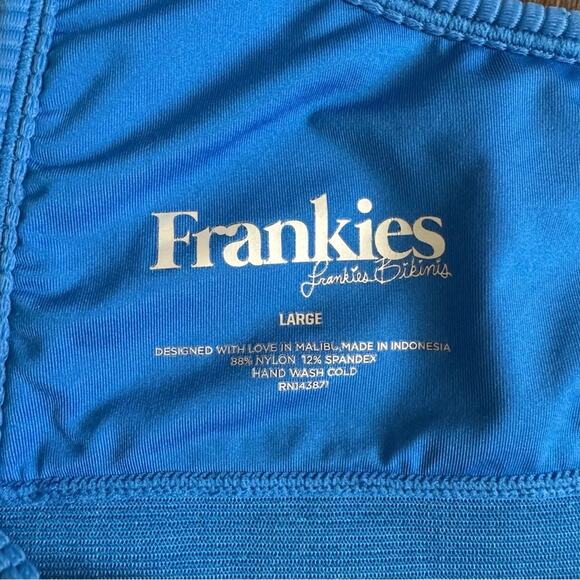 Frankies
Frankies Bikinis
LARGE
DESIGNED WITH LOVE IN MALIBU,MADE IN INDONESIA
88% NYLON 12% SPANDEX
HAND WASH COLD
RN143871